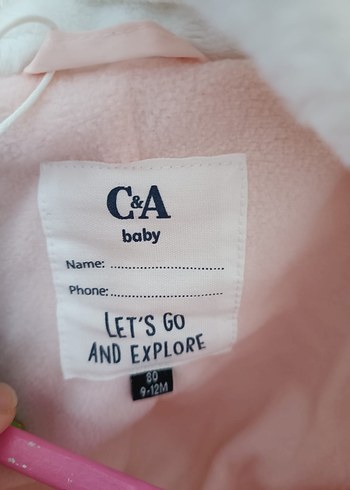 C&A
baby
Name:
Phone:
LET'S GO
AND EXPLORE
80
9-12M